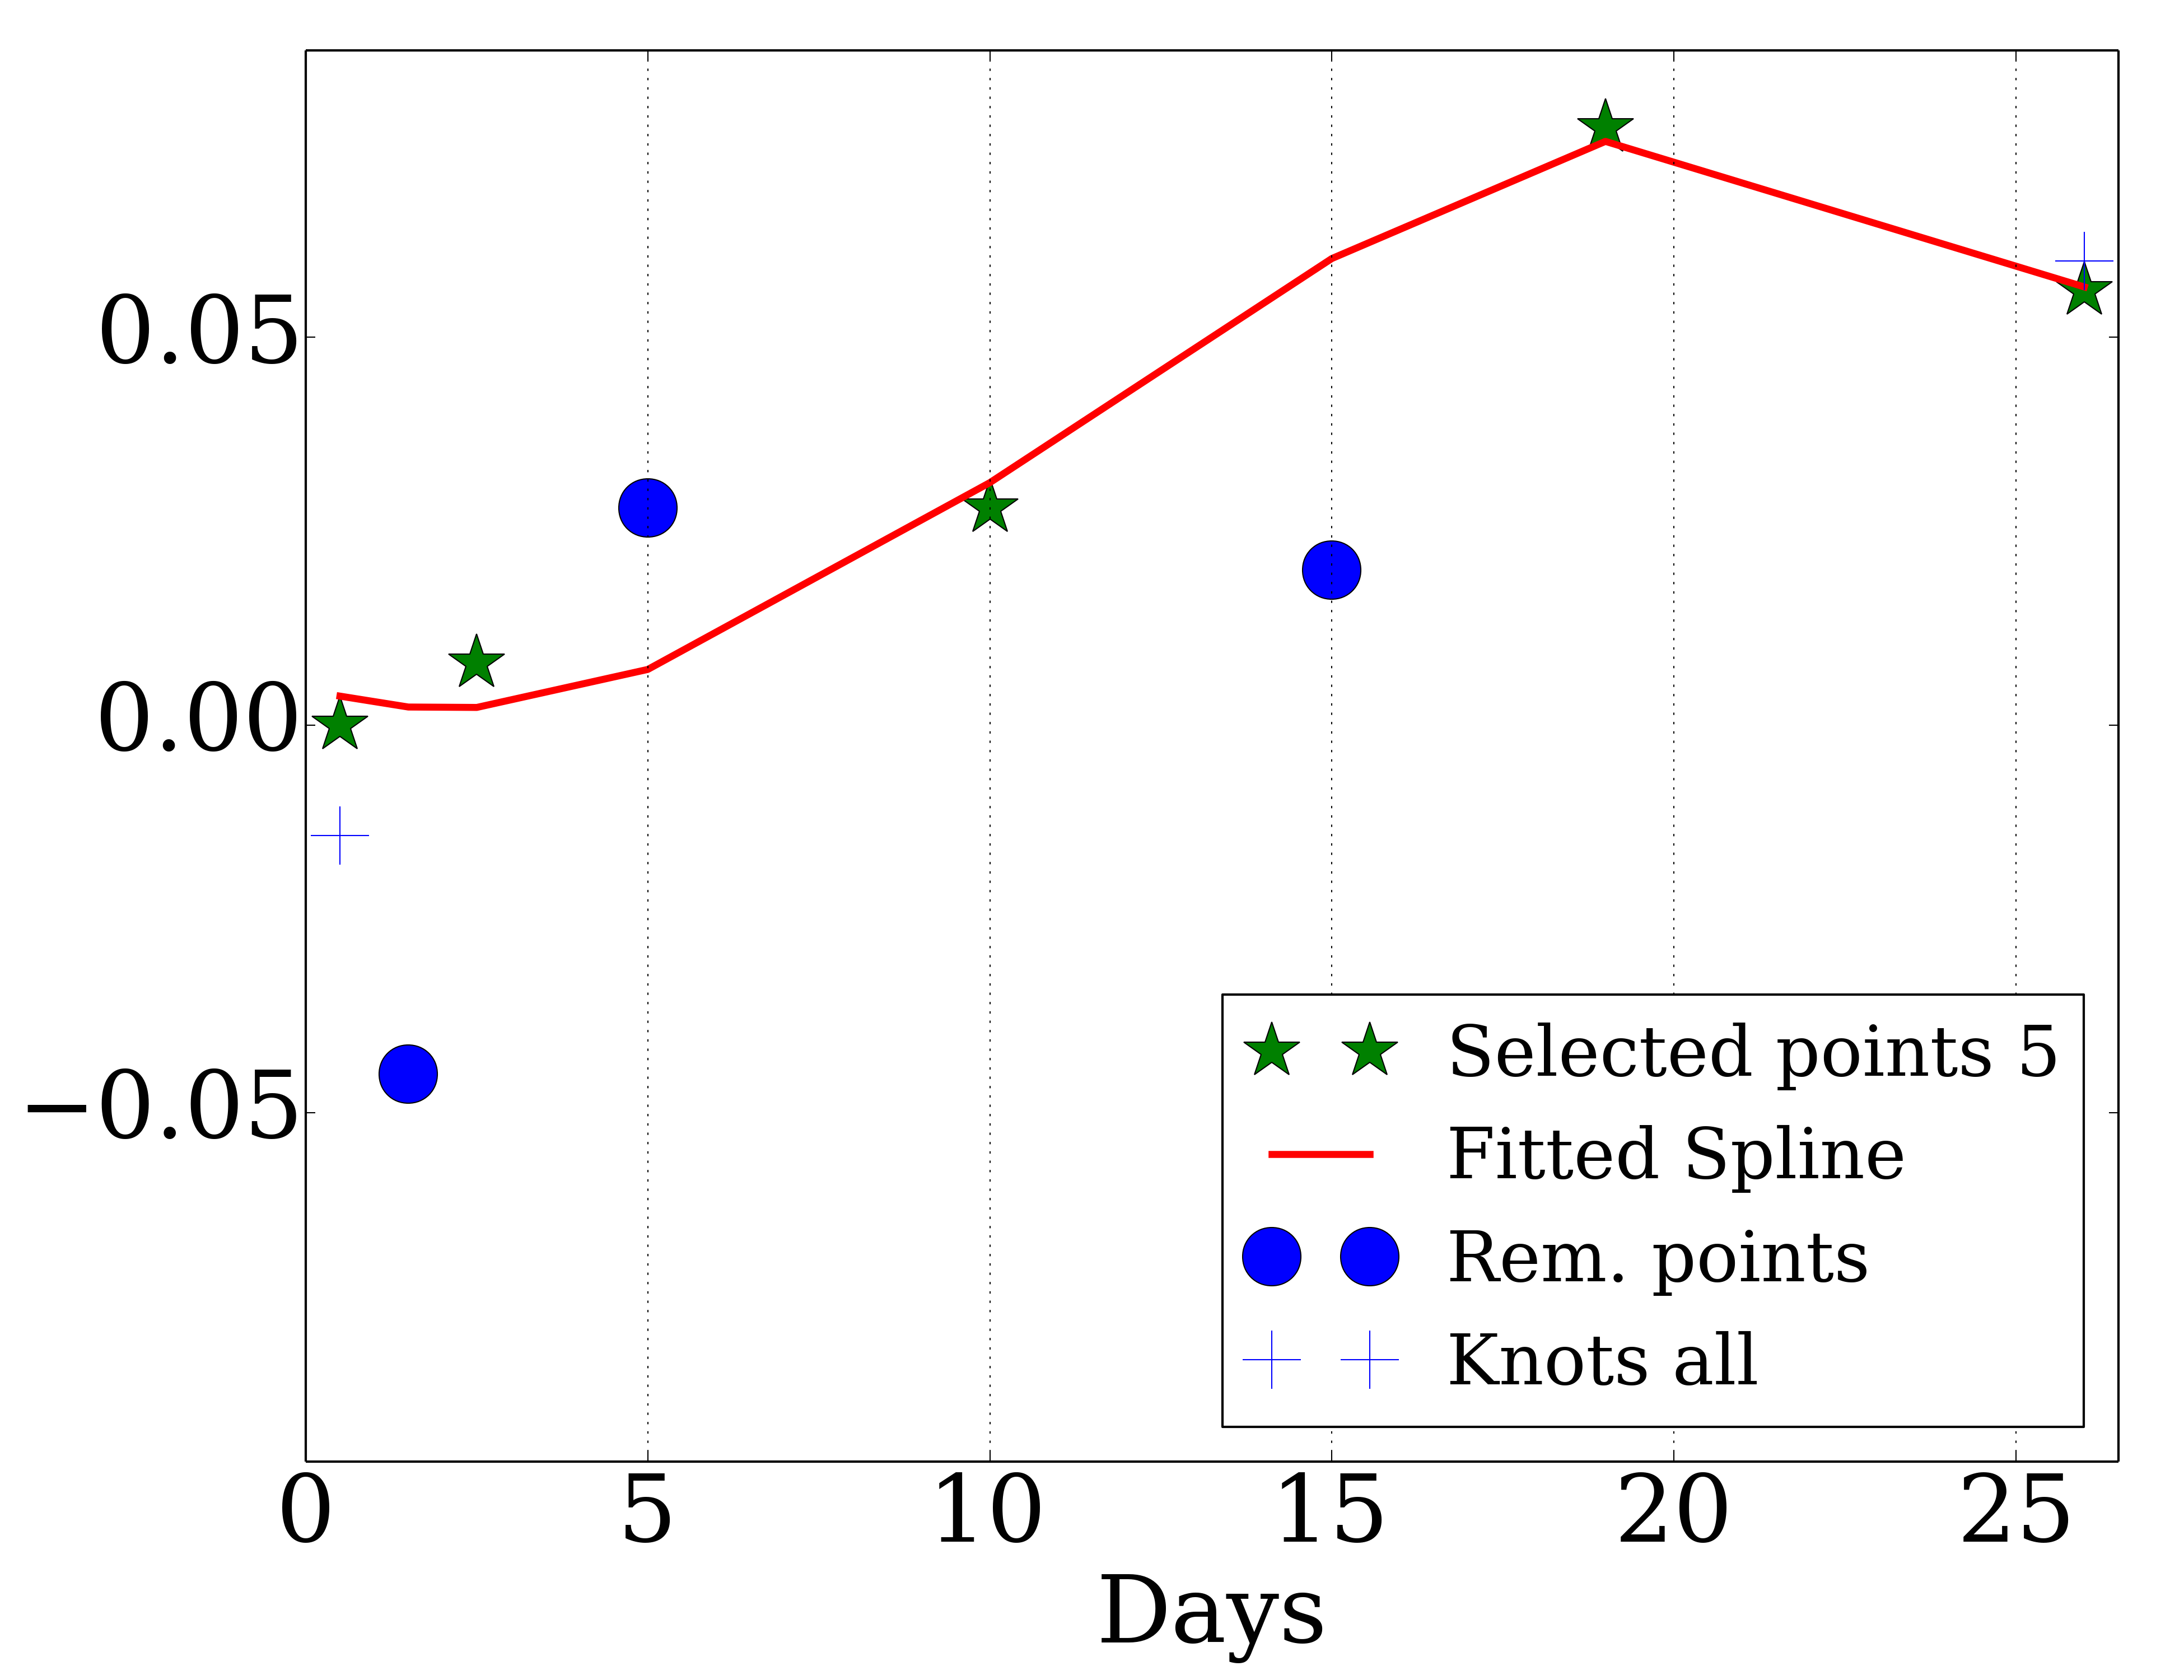 0.05
0.00
−0.05
0
5
10
15
20
25
Days
Selected points 5
Fitted Spline
Rem. points
Knots all